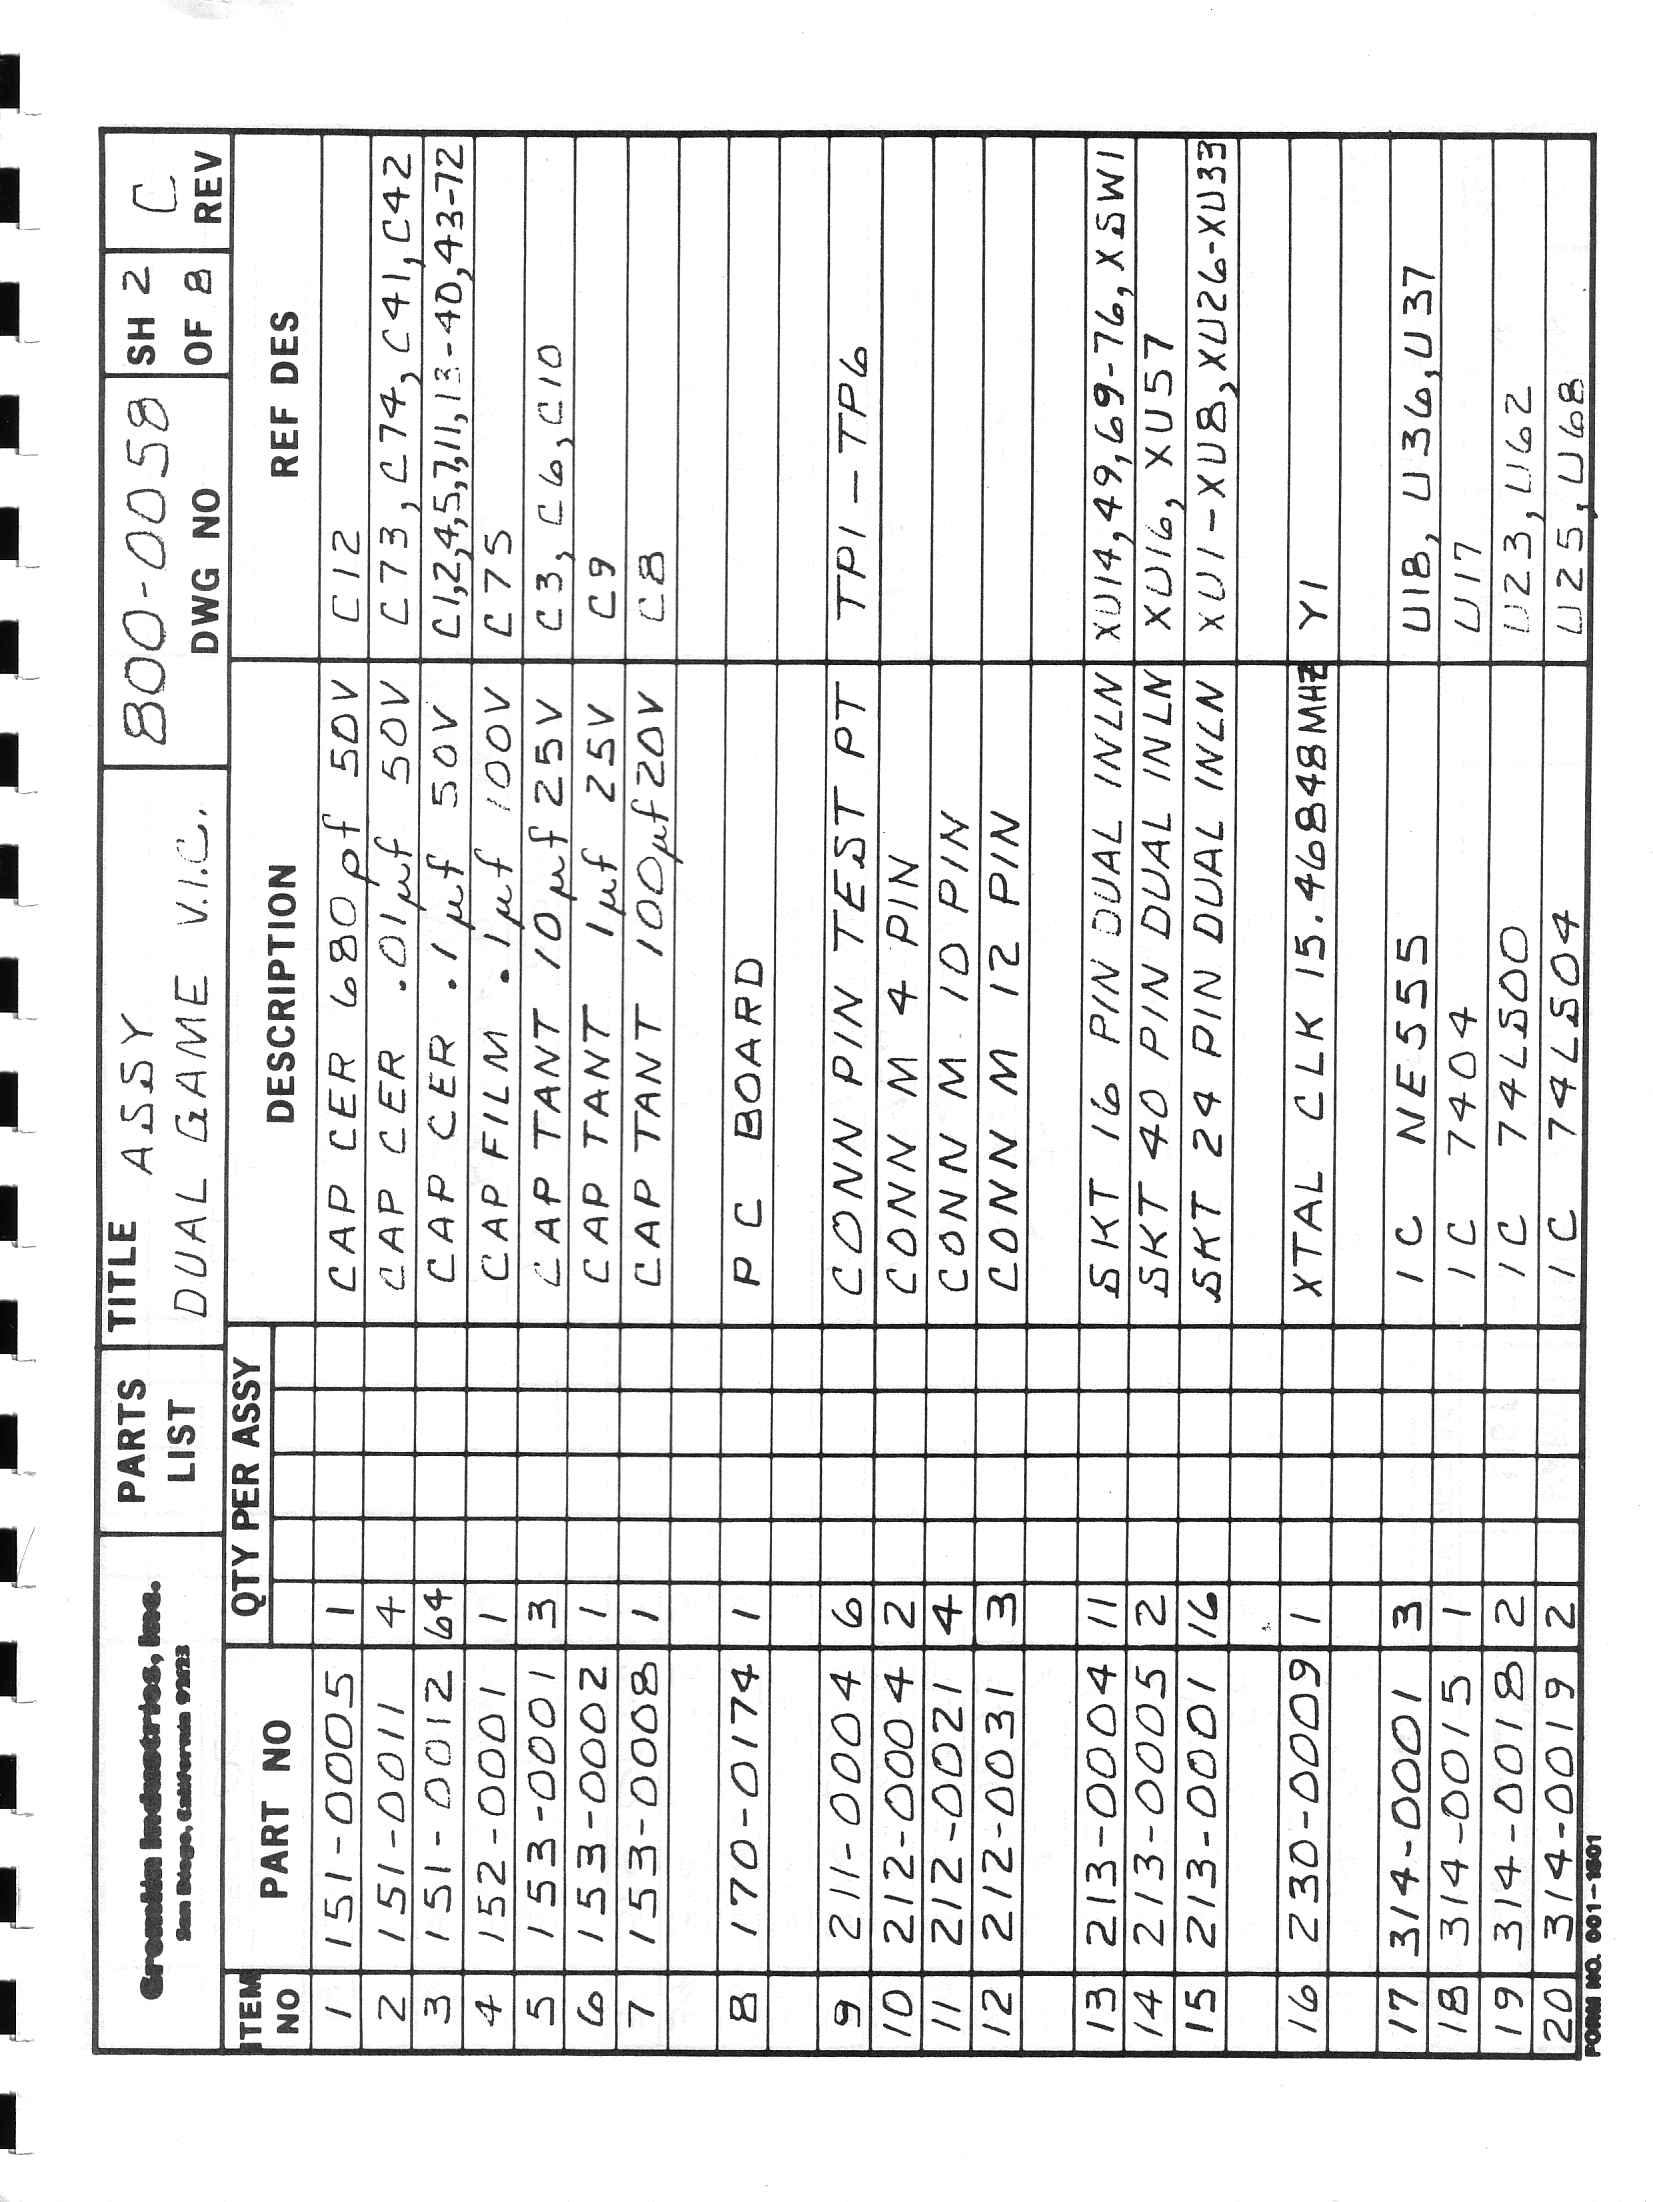 Gremlin Industries, Inc.
San Diego, California 92123
PARTS LIST
TITLE ASSY
DUAL GAME V.I.C.
800-0058
DWG NO
SH 2
OF 8
C
REV
ITEM NO PART NO QTY PER ASSY DESCRIPTION REF DES
1 151-0005 1 CAP CER 680pf 50V C12
2 151-0011 4 CAP CER .01µf 50V C73, C74, C41, C42
3 151-0012 64 CAP CER .1µf 50V C1,2,4,5,7,11,13-40,43-72
4 152-0001 1 CAP FILM .1µf 100V C75
5 153-0001 3 CAP TANT 10µf 25V C3, C6, C10
6 153-0002 1 CAP TANT 1µf 25V C9
7 153-0008 1 CAP TANT 100µf 20V C8
8 170-0174 1 P C BOARD
9 211-0004 6 CONN PIN TEST PT TP1-TP6
10 212-0004 2 CONN M 4 PIN
11 212-0021 4 CONN M 10 PIN
12 212-0031 3 CONN M 12 PIN
13 213-0004 11 SKT 16 PIN DUAL INLN XU14,49,69-76, XSW1
14 213-0005 2 SKT 40 PIN DUAL INLN XU16, XU57
15 213-0001 16 SKT 24 PIN DUAL INLN XU1-XU8, XU26-XU33
16 230-0009 1 XTAL CLK 15.46848MHZ Y1
17 314-0001 3 IC NE555 U18, U36, U37
18 314-0015 1 IC 7404 U17
19 314-0018 2 IC 74LS00 U23, U62
20 314-0019 2 IC 74LS04 U25, U68
FORM NO. 001-1601